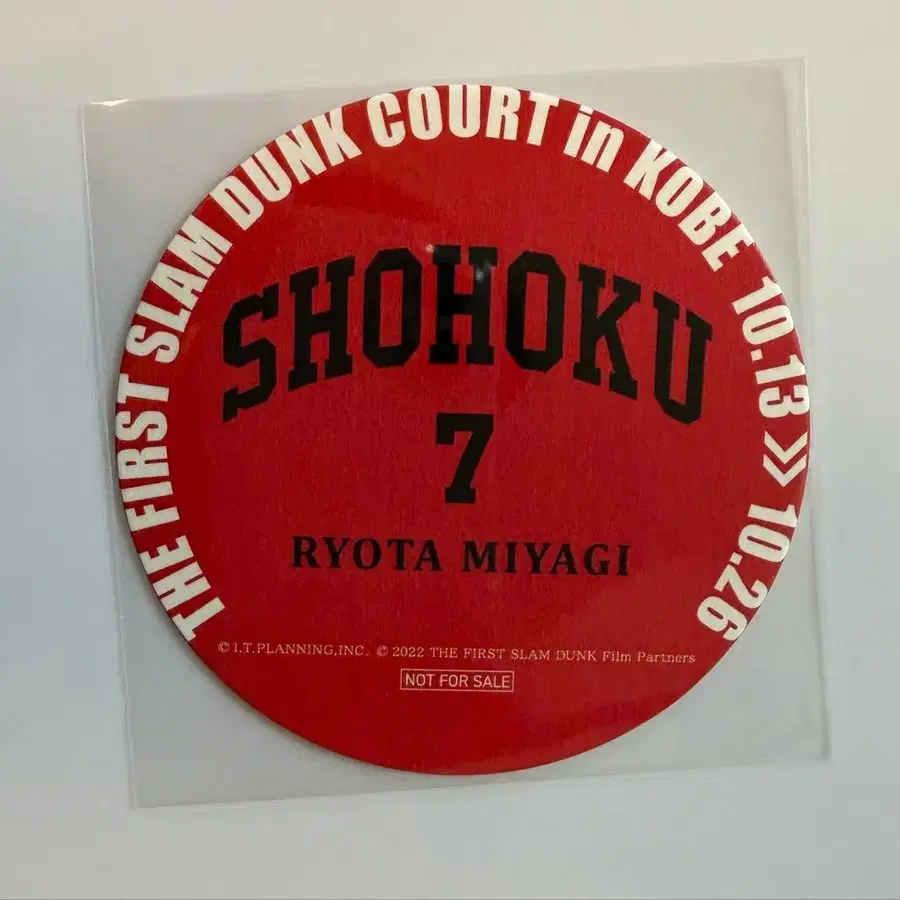 THE FIRST SLAM DUNK COURT in KOBE 10.13 >> 10.26
SHOHOKU
7
RYOTA MIYAGI
© I.T.PLANNING,INC. © 2022 THE FIRST SLAM DUNK Film Partners
NOT FOR SALE